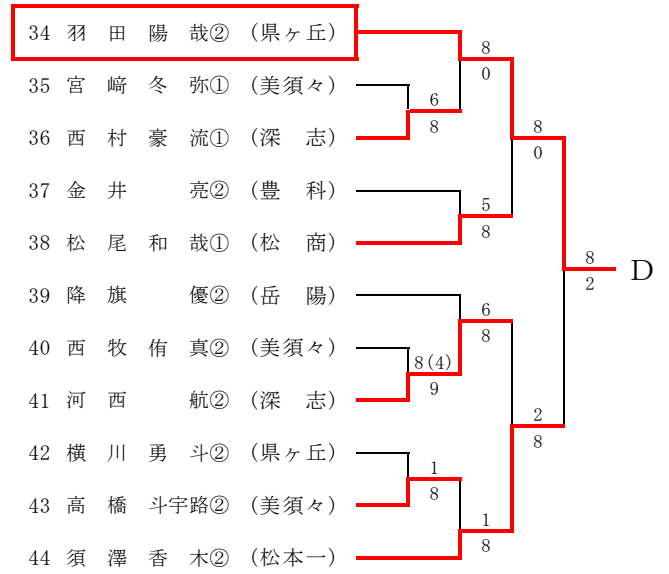 34 羽田陽哉② (県ヶ丘)
35 宮﨑冬弥① (美須々)
36 西村豪流① (深志)
37 金井亮② (豊科)
38 松尾和哉① (松商)
39 降旗優② (岳陽)
40 西牧侑真② (美須々)
41 河西航② (深志)
42 横川勇斗② (県ヶ丘)
43 高橋斗宇路② (美須々)
44 須澤香木② (松本一)
6
8
8(4)
9
1
8
8
0
5
8
6
8
1
8
8
0
2
8
8
2
D